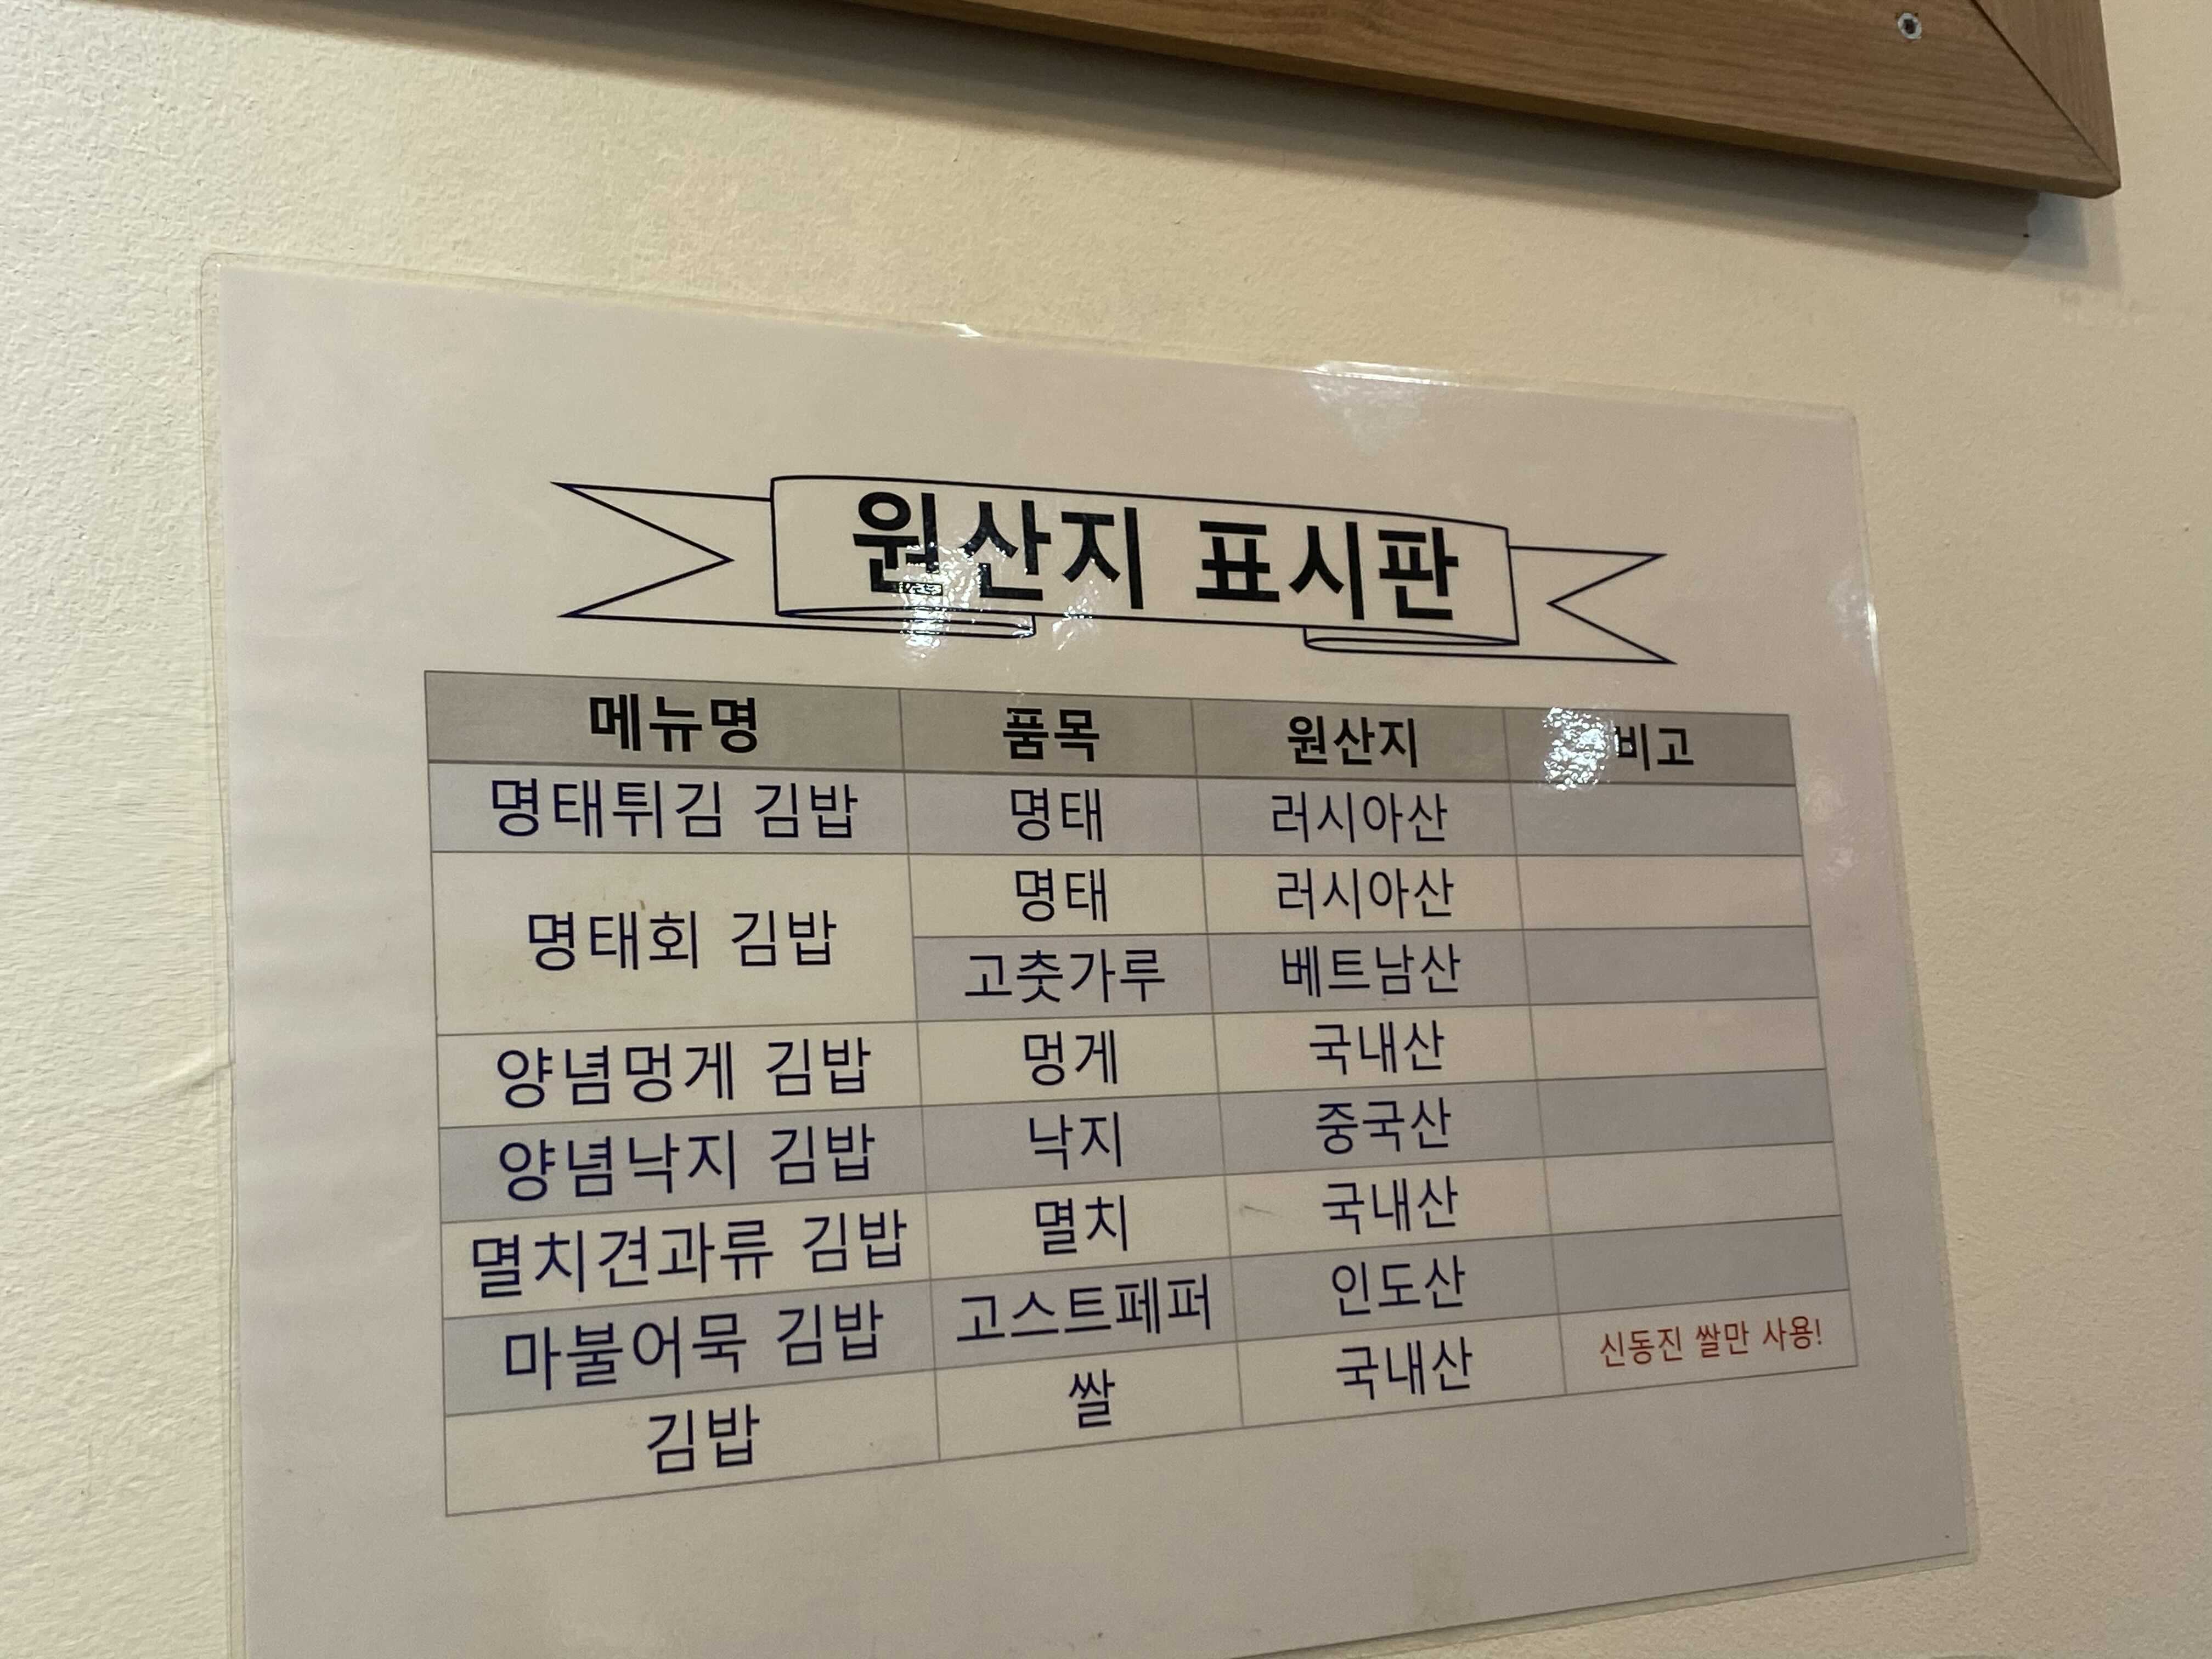 원산지 표시판
메뉴명 품목 원산지 비고
명태튀김 김밥 명태 러시아산
명태회 김밥 명태 러시아산
고춧가루 베트남산
양념멍게 김밥 멍게 국내산
양념낙지 김밥 낙지 중국산
멸치견과류 김밥 멸치 국내산
마불어묵 김밥 고스트페퍼 인도산
김밥 쌀 국내산 신동진 쌀만 사용!